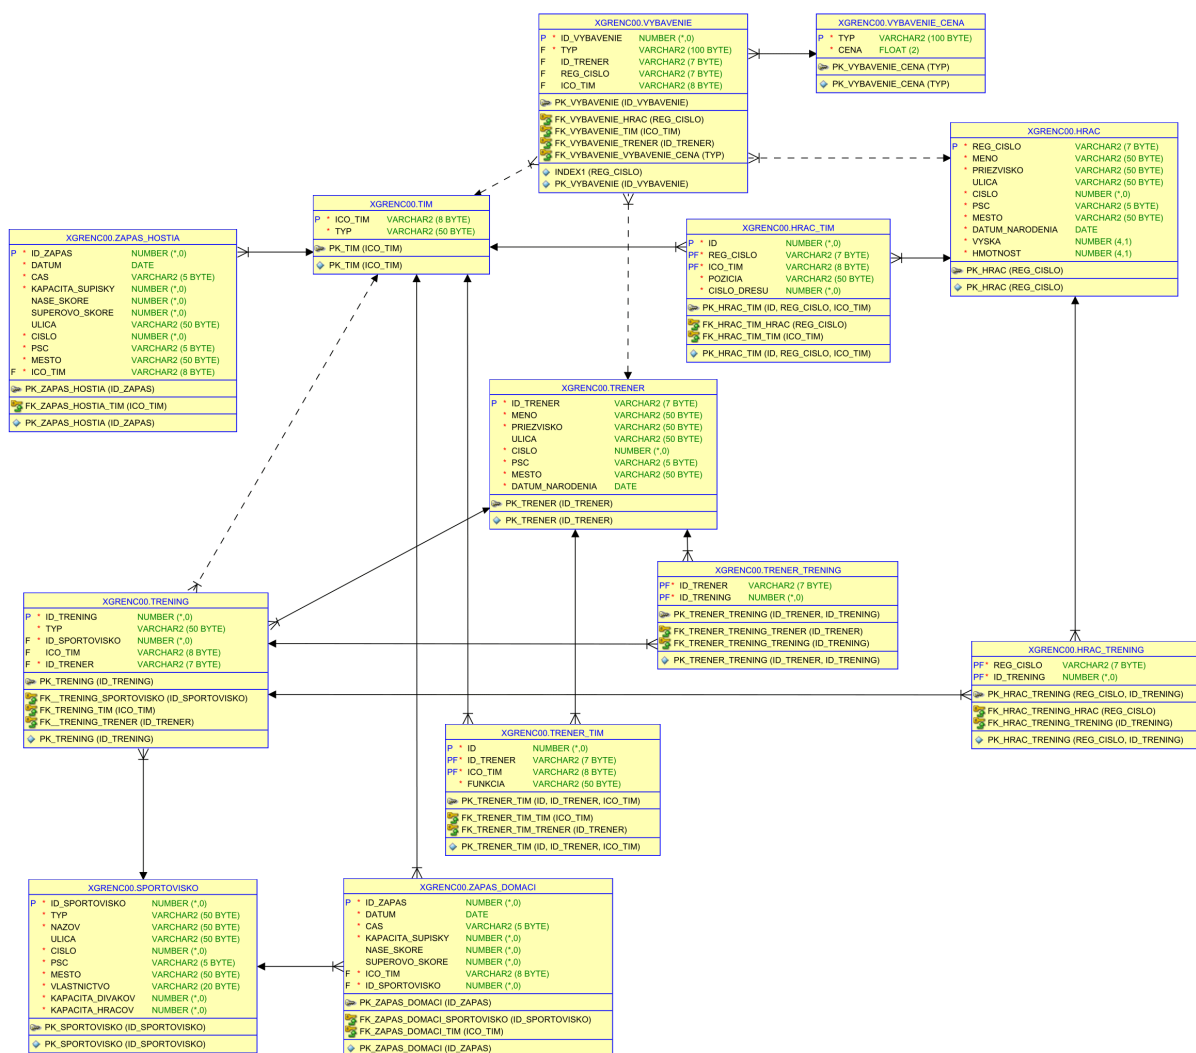 XGRENC00.VYBAVENIE
P * ID_VYBAVENIE NUMBER (*,0)
F * TYP VARCHAR2 (100 BYTE)
F ID_TRENER VARCHAR2 (7 BYTE)
F REG_CISLO VARCHAR2 (7 BYTE)
F ICO_TIM VARCHAR2 (8 BYTE)
PK_VYBAVENIE (ID_VYBAVENIE)
FK_VYBAVENIE_HRAC (REG_CISLO)
FK_VYBAVENIE_TIM (ICO_TIM)
FK_VYBAVENIE_TRENER (ID_TRENER)
FK_VYBAVENIE_VYBAVENIE_CENA (TYP)
INDEX1 (REG_CISLO)
PK_VYBAVENIE (ID_VYBAVENIE)
XGRENC00.VYBAVENIE_CENA
P * TYP VARCHAR2 (100 BYTE)
* CENA FLOAT (2)
PK_VYBAVENIE_CENA (TYP)
PK_VYBAVENIE_CENA (TYP)
XGRENC00.HRAC
P * REG_CISLO VARCHAR2 (7 BYTE)
* MENO VARCHAR2 (50 BYTE)
* PRIEZVISKO VARCHAR2 (50 BYTE)
ULICA VARCHAR2 (50 BYTE)
* CISLO NUMBER (*,0)
* PSC VARCHAR2 (5 BYTE)
* MESTO VARCHAR2 (50 BYTE)
* DATUM_NARODENIA DATE
* VYSKA NUMBER (4,1)
* HMOTNOST NUMBER (4,1)
PK_HRAC (REG_CISLO)
PK_HRAC (REG_CISLO)
XGRENC00.TIM
P * ICO_TIM VARCHAR2 (8 BYTE)
* TYP VARCHAR2 (50 BYTE)
PK_TIM (ICO_TIM)
PK_TIM (ICO_TIM)
XGRENC00.HRAC_TIM
P * ID NUMBER (*,0)
PF* REG_CISLO VARCHAR2 (7 BYTE)
PF* ICO_TIM VARCHAR2 (8 BYTE)
* POZICIA VARCHAR2 (50 BYTE)
* CISLO_DRESU NUMBER (*,0)
PK_HRAC_TIM (ID, REG_CISLO, ICO_TIM)
FK_HRAC_TIM_HRAC (REG_CISLO)
FK_HRAC_TIM_TIM (ICO_TIM)
PK_HRAC_TIM (ID, REG_CISLO, ICO_TIM)
XGRENC00.ZAPAS_HOSTIA
P * ID_ZAPAS NUMBER (*,0)
* DATUM DATE
* CAS VARCHAR2 (5 BYTE)
* KAPACITA_SUPISKY NUMBER (*,0)
NASE_SKORE NUMBER (*,0)
SUPEROVO_SKORE NUMBER (*,0)
ULICA VARCHAR2 (50 BYTE)
* CISLO NUMBER (*,0)
* PSC VARCHAR2 (5 BYTE)
* MESTO VARCHAR2 (50 BYTE)
F * ICO_TIM VARCHAR2 (8 BYTE)
PK_ZAPAS_HOSTIA (ID_ZAPAS)
FK_ZAPAS_HOSTIA_TIM (ICO_TIM)
PK_ZAPAS_HOSTIA (ID_ZAPAS)
XGRENC00.TRENER
P * ID_TRENER VARCHAR2 (7 BYTE)
* MENO VARCHAR2 (50 BYTE)
* PRIEZVISKO VARCHAR2 (50 BYTE)
ULICA VARCHAR2 (50 BYTE)
* CISLO NUMBER (*,0)
* PSC VARCHAR2 (5 BYTE)
* MESTO VARCHAR2 (50 BYTE)
* DATUM_NARODENIA DATE
PK_TRENER (ID_TRENER)
PK_TRENER (ID_TRENER)
XGRENC00.TRENER_TRENING
PF* ID_TRENER VARCHAR2 (7 BYTE)
PF* ID_TRENING NUMBER (*,0)
PK_TRENER_TRENING (ID_TRENER, ID_TRENING)
FK_TRENER_TRENING_TRENER (ID_TRENER)
FK_TRENER_TRENING_TRENING (ID_TRENING)
PK_TRENER_TRENING (ID_TRENER, ID_TRENING)
XGRENC00.TRENING
P * ID_TRENING NUMBER (*,0)
* TYP VARCHAR2 (50 BYTE)
F * ID_SPORTOVISKO NUMBER (*,0)
F ICO_TIM VARCHAR2 (8 BYTE)
F * ID_TRENER VARCHAR2 (7 BYTE)
PK_TRENING (ID_TRENING)
FK__TRENING_SPORTOVISKO (ID_SPORTOVISKO)
FK_TRENING_TIM (ICO_TIM)
FK__TRENING_TRENER (ID_TRENER)
PK_TRENING (ID_TRENING)
XGRENC00.HRAC_TRENING
PF* REG_CISLO VARCHAR2 (7 BYTE)
PF* ID_TRENING NUMBER (*,0)
PK_HRAC_TRENING (REG_CISLO, ID_TRENING)
FK_HRAC_TRENING_HRAC (REG_CISLO)
FK_HRAC_TRENING_TRENING (ID_TRENING)
PK_HRAC_TRENING (REG_CISLO, ID_TRENING)
XGRENC00.TRENER_TIM
P * ID NUMBER (*,0)
PF* ID_TRENER VARCHAR2 (7 BYTE)
PF* ICO_TIM VARCHAR2 (8 BYTE)
* FUNKCIA VARCHAR2 (50 BYTE)
PK_TRENER_TIM (ID, ID_TRENER, ICO_TIM)
FK_TRENER_TIM_TIM (ICO_TIM)
FK_TRENER_TIM_TRENER (ID_TRENER)
PK_TRENER_TIM (ID, ID_TRENER, ICO_TIM)
XGRENC00.SPORTOVISKO
P * ID_SPORTOVISKO NUMBER (*,0)
* TYP VARCHAR2 (50 BYTE)
* NAZOV VARCHAR2 (50 BYTE)
ULICA VARCHAR2 (50 BYTE)
* CISLO NUMBER (*,0)
* PSC VARCHAR2 (5 BYTE)
* MESTO VARCHAR2 (50 BYTE)
* VLASTNICTVO VARCHAR2 (20 BYTE)
* KAPACITA_DIVAKOV NUMBER (*,0)
* KAPACITA_HRACOV NUMBER (*,0)
PK_SPORTOVISKO (ID_SPORTOVISKO)
PK_SPORTOVISKO (ID_SPORTOVISKO)
XGRENC00.ZAPAS_DOMACI
P * ID_ZAPAS NUMBER (*,0)
* DATUM DATE
* CAS VARCHAR2 (5 BYTE)
* KAPACITA_SUPISKY NUMBER (*,0)
NASE_SKORE NUMBER (*,0)
SUPEROVO_SKORE NUMBER (*,0)
F * ICO_TIM VARCHAR2 (8 BYTE)
F * ID_SPORTOVISKO NUMBER (*,0)
PK_ZAPAS_DOMACI (ID_ZAPAS)
FK_ZAPAS_DOMACI_SPORTOVISKO (ID_SPORTOVISKO)
FK_ZAPAS_DOMACI_TIM (ICO_TIM)
PK_ZAPAS_DOMACI (ID_ZAPAS)